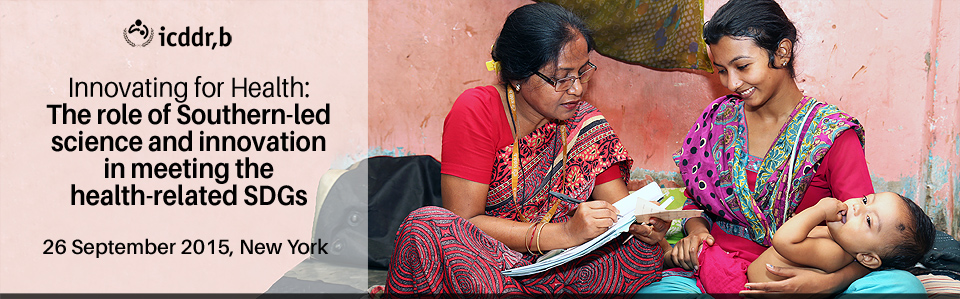 icddr,b
Innovating for Health:
The role of Southern-led
science and innovation
in meeting the
health-related SDGs
26 September 2015, New York